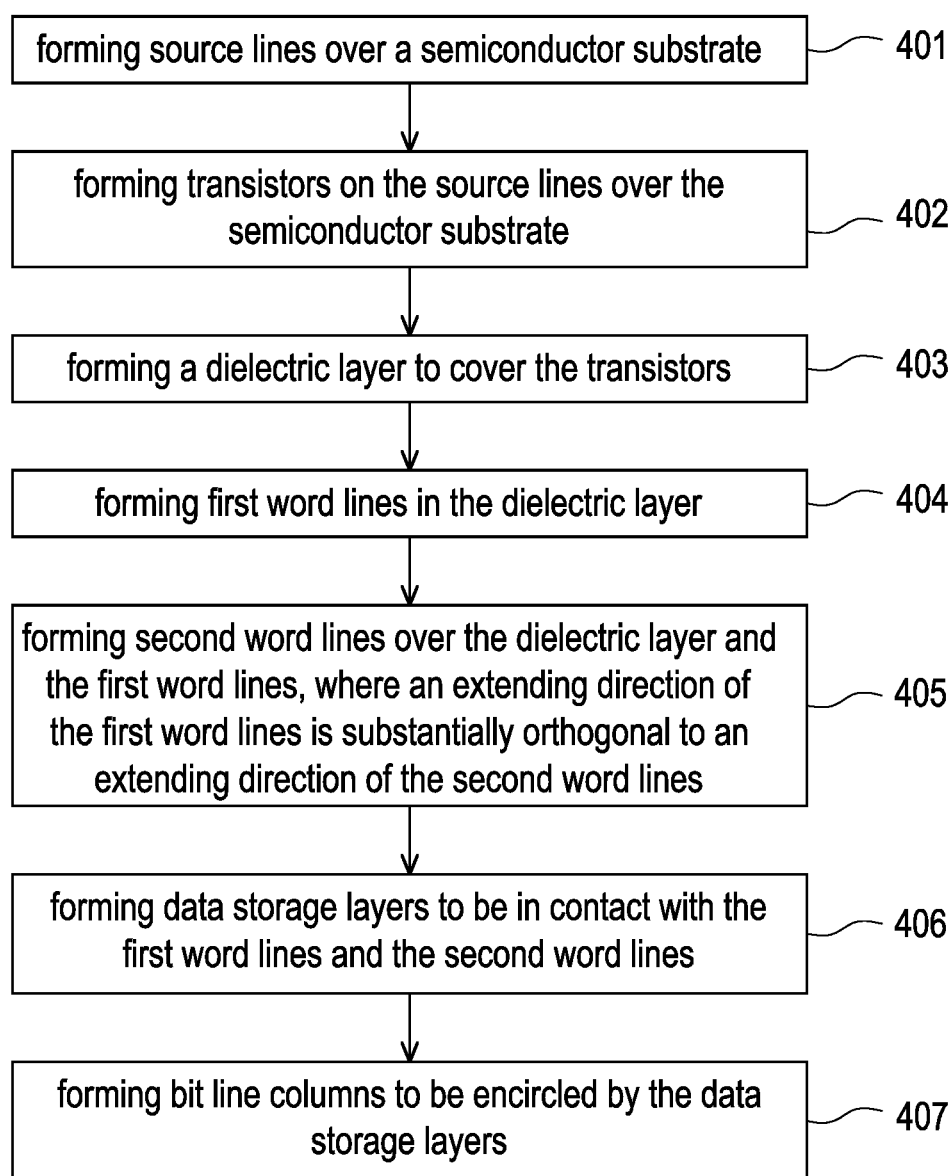 forming source lines over a semiconductor substrate
401
forming transistors on the source lines over the
semiconductor substrate
402
forming a dielectric layer to cover the transistors
403
forming first word lines in the dielectric layer
404
forming second word lines over the dielectric layer and
the first word lines, where an extending direction of
the first word lines is substantially orthogonal to an
extending direction of the second word lines
405
forming data storage layers to be in contact with the
first word lines and the second word lines
406
forming bit line columns to be encircled by the data
storage layers
407